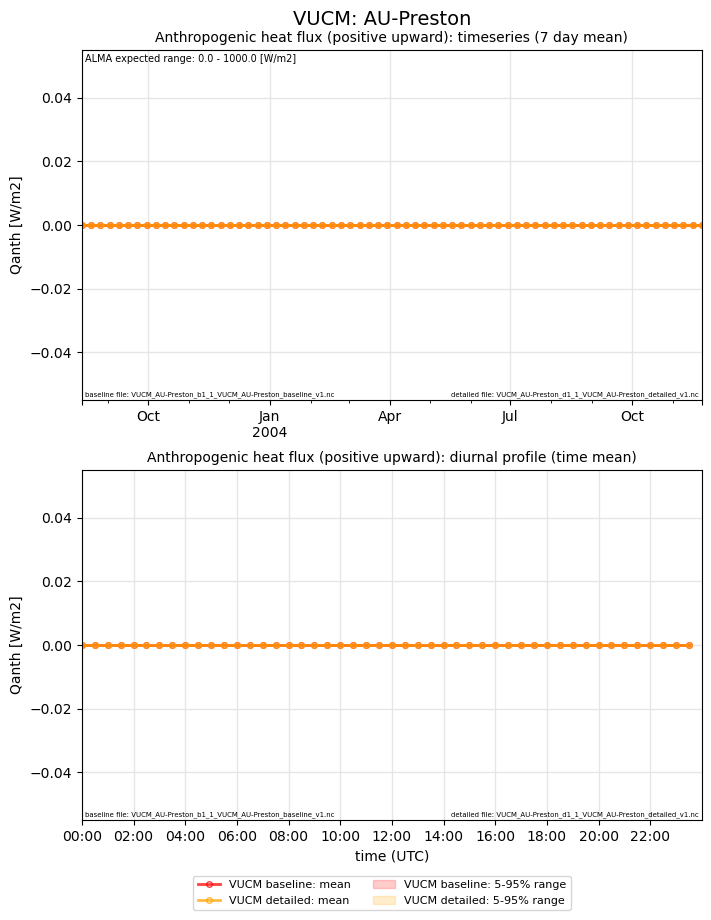 VUCM: AU-Preston
Anthropogenic heat flux (positive upward): timeseries (7 day mean)
ALMA expected range: 0.0 - 1000.0 [W/m2]
0.04
0.02
0.00
−0.02
−0.04
Qanth [W/m2]
baseline file: VUCM_AU-Preston_b1_1_VUCM_AU-Preston_baseline_v1.nc
detailed file: VUCM_AU-Preston_d1_1_VUCM_AU-Preston_detailed_v1.nc
Oct Jan Apr Jul Oct
2004
Anthropogenic heat flux (positive upward): diurnal profile (time mean)
0.04
0.02
0.00
−0.02
−0.04
Qanth [W/m2]
baseline file: VUCM_AU-Preston_b1_1_VUCM_AU-Preston_baseline_v1.nc
detailed file: VUCM_AU-Preston_d1_1_VUCM_AU-Preston_detailed_v1.nc
00:00 02:00 04:00 06:00 08:00 10:00 12:00 14:00 16:00 18:00 20:00 22:00
time (UTC)
VUCM baseline: mean
VUCM detailed: mean
VUCM baseline: 5-95% range
VUCM detailed: 5-95% range